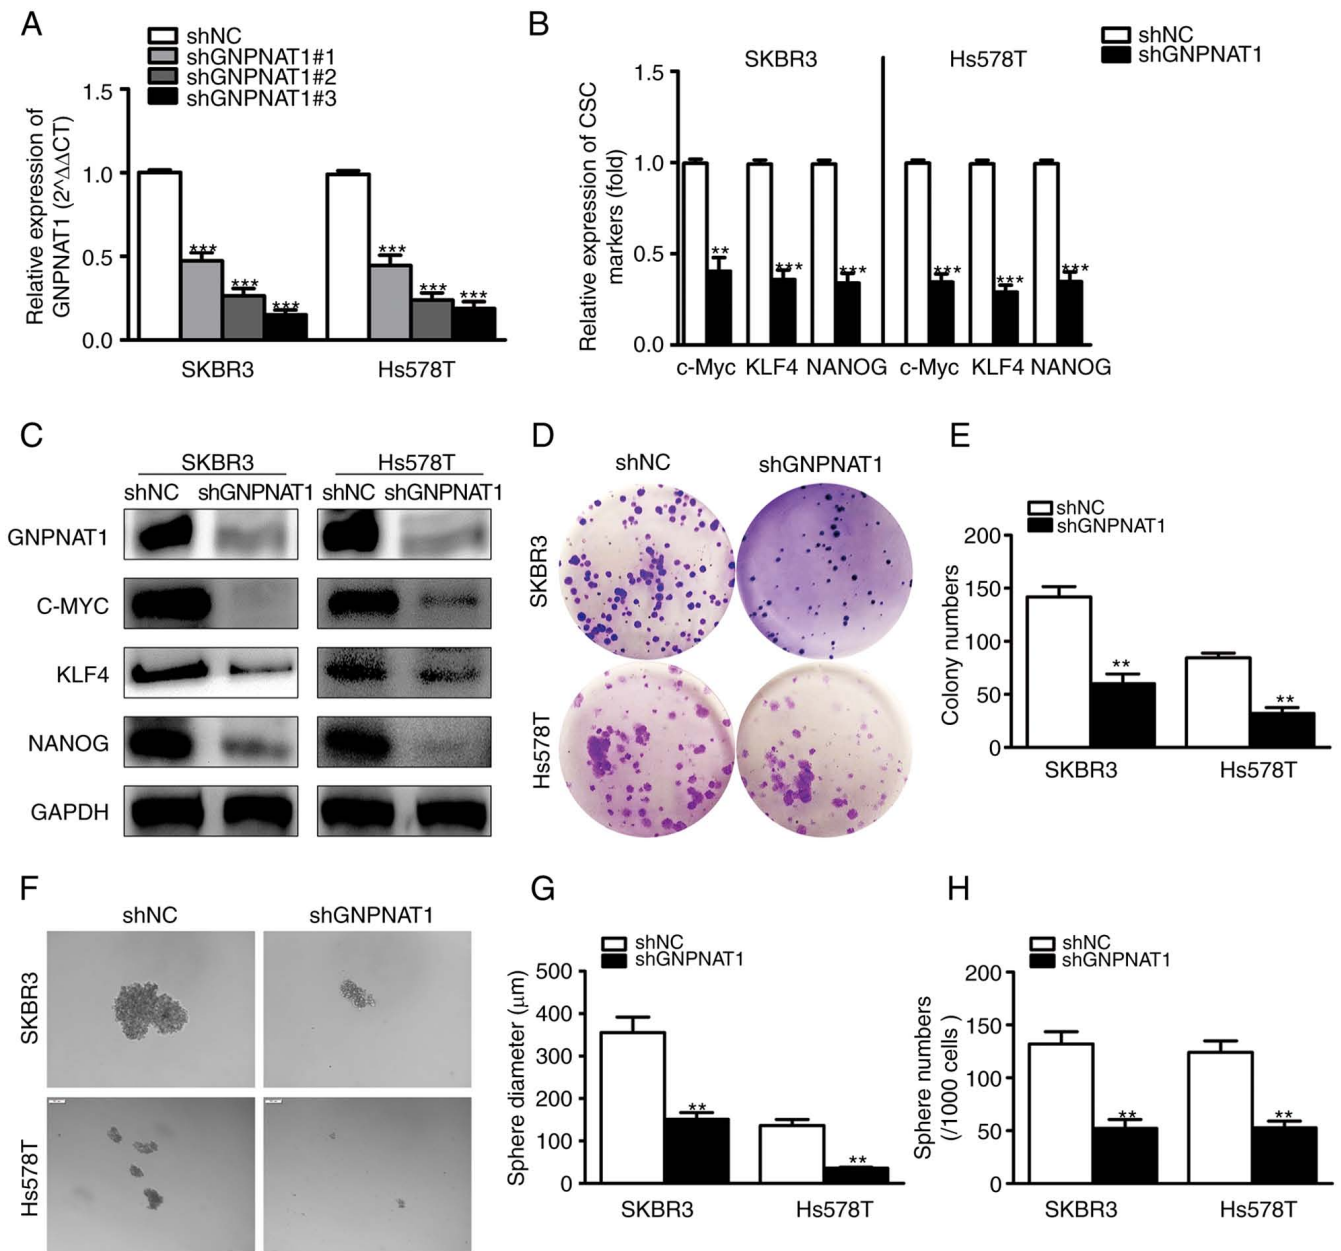 A
shNC
shGNPNAT1#1
shGNPNAT1#2
shGNPNAT1#3
Relative expression of
GNPNAT1 (2^ΔΔCT)
1.5
1.0
0.5
0.0
***
***
***
***
***
***
SKBR3
Hs578T
B
shNC
shGNPNAT1
SKBR3
Hs578T
Relative expression of CSC
markers (fold)
1.5
1.0
0.5
0.0
**
***
***
***
***
***
c-Myc
KLF4
NANOG
c-Myc
KLF4
NANOG
C
SKBR3
Hs578T
shNC
shGNPNAT1
shNC
shGNPNAT1
GNPNAT1
C-MYC
KLF4
NANOG
GAPDH
D
shNC
shGNPNAT1
SKBR3
Hs578T
E
shNC
shGNPNAT1
Colony numbers
200
150
100
50
0
**
**
SKBR3
Hs578T
F
shNC
shGNPNAT1
SKBR3
Hs578T
G
shNC
shGNPNAT1
Sphere diameter (μm)
500
400
300
200
100
0
**
**
SKBR3
Hs578T
H
shNC
shGNPNAT1
Sphere numbers
(/1000 cells )
200
150
100
50
0
**
**
SKBR3
Hs578T